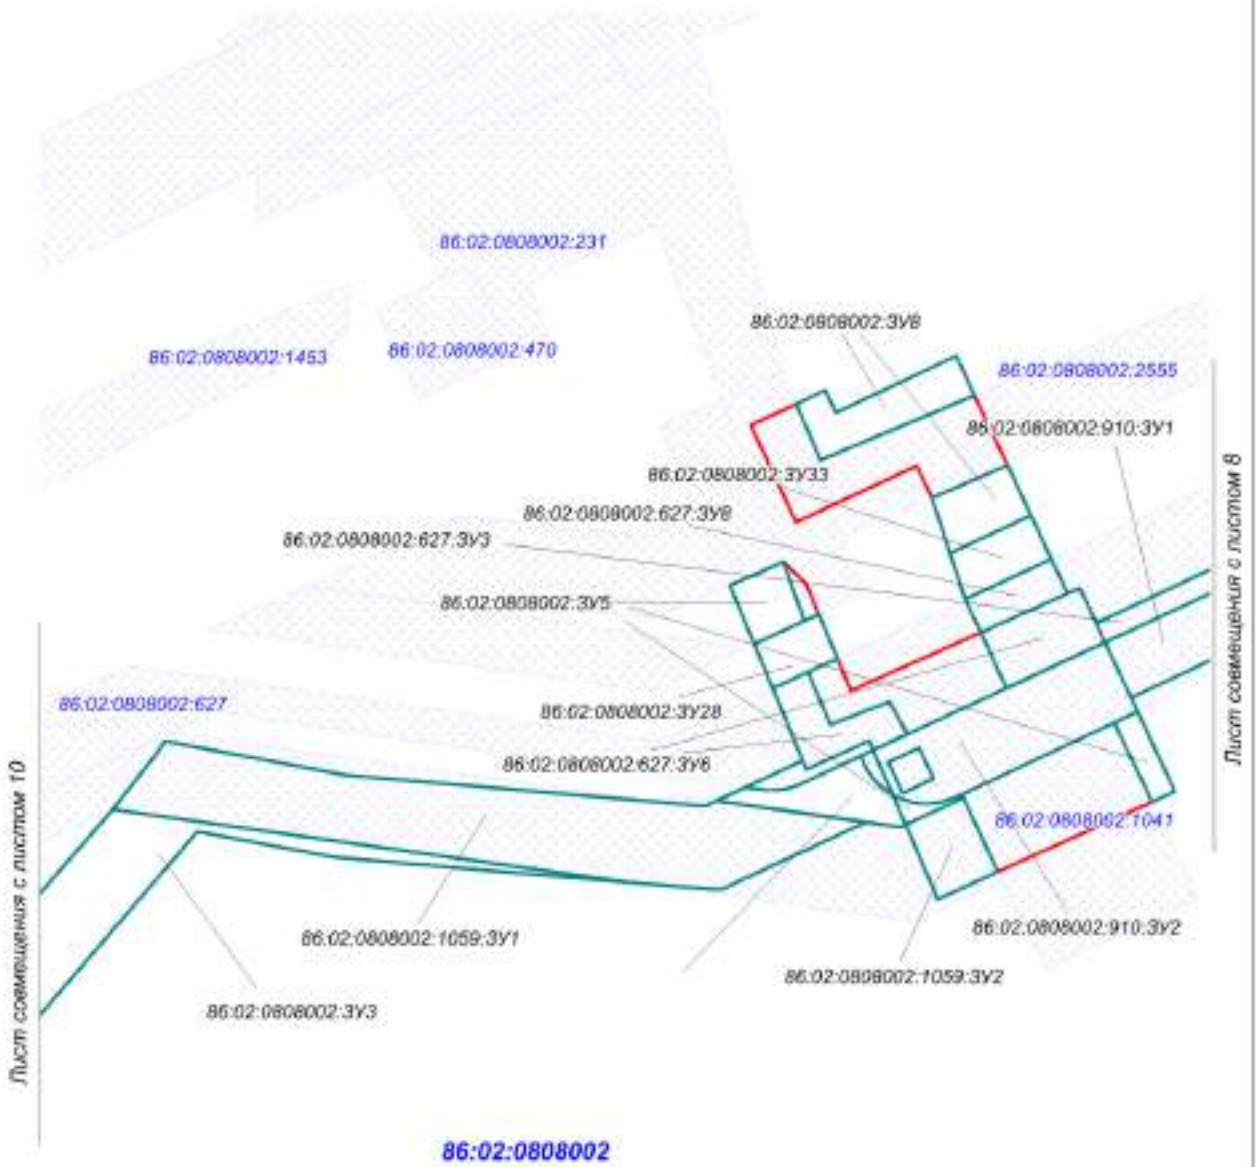 86:02:0808002:231
86:02:0808002:ЗУ8
86:02:0808002:1453
86:02:0808002:470
86:02:0808002:2555
86:02:0808002:910:ЗУ1
86:02:0808002:ЗУ33
86:02:0808002:627:ЗУ8
86:02:0808002:627:ЗУ3
86:02:0808002:ЗУ5
86:02:0808002:627
86:02:0808002:ЗУ28
86:02:0808002:627:ЗУ6
86:02:0808002:1041
86:02:0808002:910:ЗУ2
86:02:0808002:1059:ЗУ1
86:02:0808002:1059:ЗУ2
86:02:0808002:ЗУ3
Лист совмещения с листом 10
Лист совмещения с листом 8
86:02:0808002